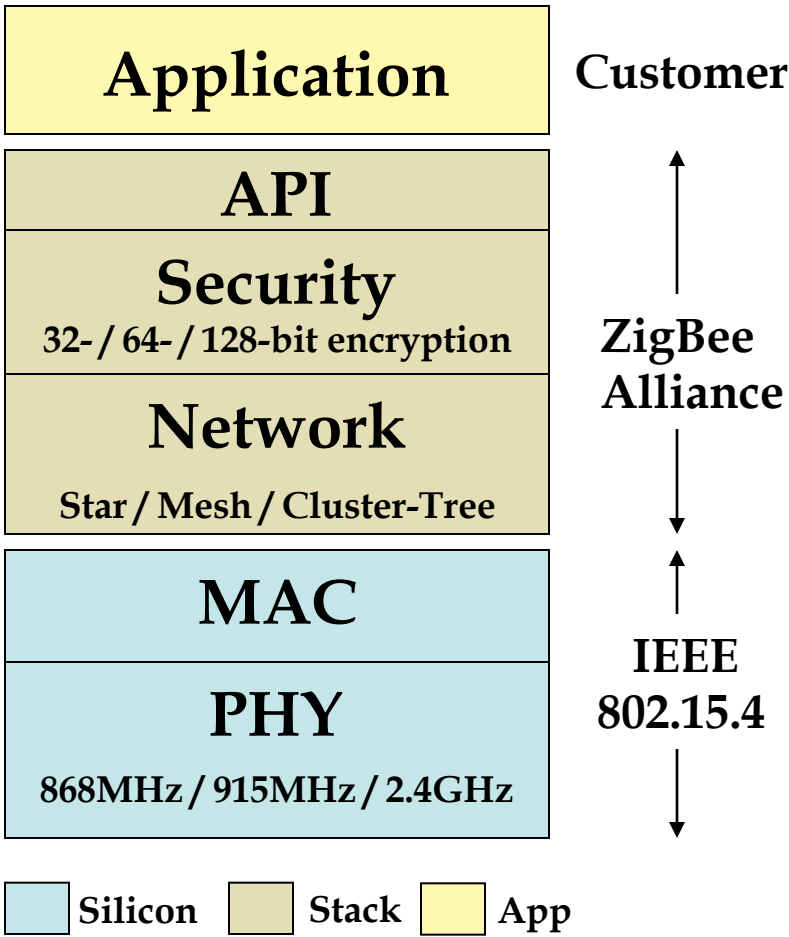 Application
Customer
API
Security
32- / 64- / 128-bit encryption
ZigBee
Alliance
Network
Star / Mesh / Cluster-Tree
MAC
IEEE
802.15.4
PHY
868MHz / 915MHz / 2.4GHz
Silicon
Stack
App